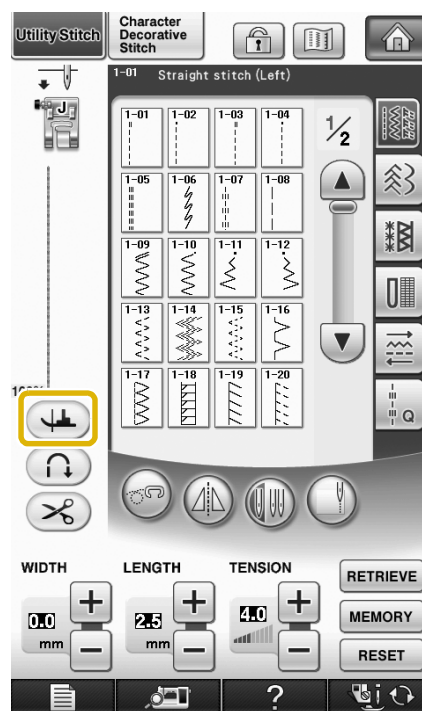 Utility Stitch
Character
Decorative
Stitch
1-01 Straight stitch (Left)
J
1-01 1-02 1-03 1-04
1/2
1-05 1-06 1-07 1-08
1-09 1-10 1-11 1-12
1-13 1-14 1-15 1-16
1-17 1-18 1-19 1-20
Q
WIDTH LENGTH TENSION
RETRIEVE
0.0 2.5 4.0
mm mm
MEMORY
RESET
?